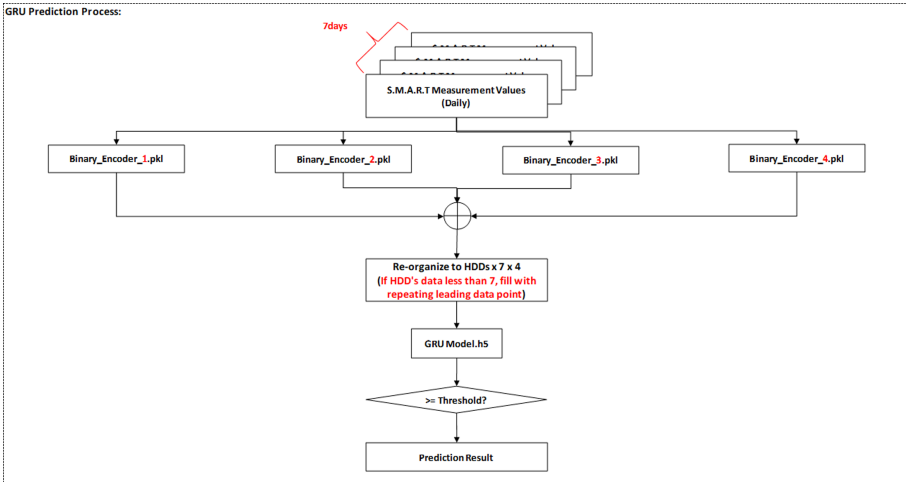 GRU Prediction Process:
7days
S.M.A.R.T Measurement Values
(Daily)
Binary_Encoder_1.pkl
Binary_Encoder_2.pkl
Binary_Encoder_3.pkl
Binary_Encoder_4.pkl
Re-organize to HDDs x 7 x 4
(If HDD's data less than 7, fill with
repeating leading data point)
GRU Model.h5
>= Threshold?
Prediction Result